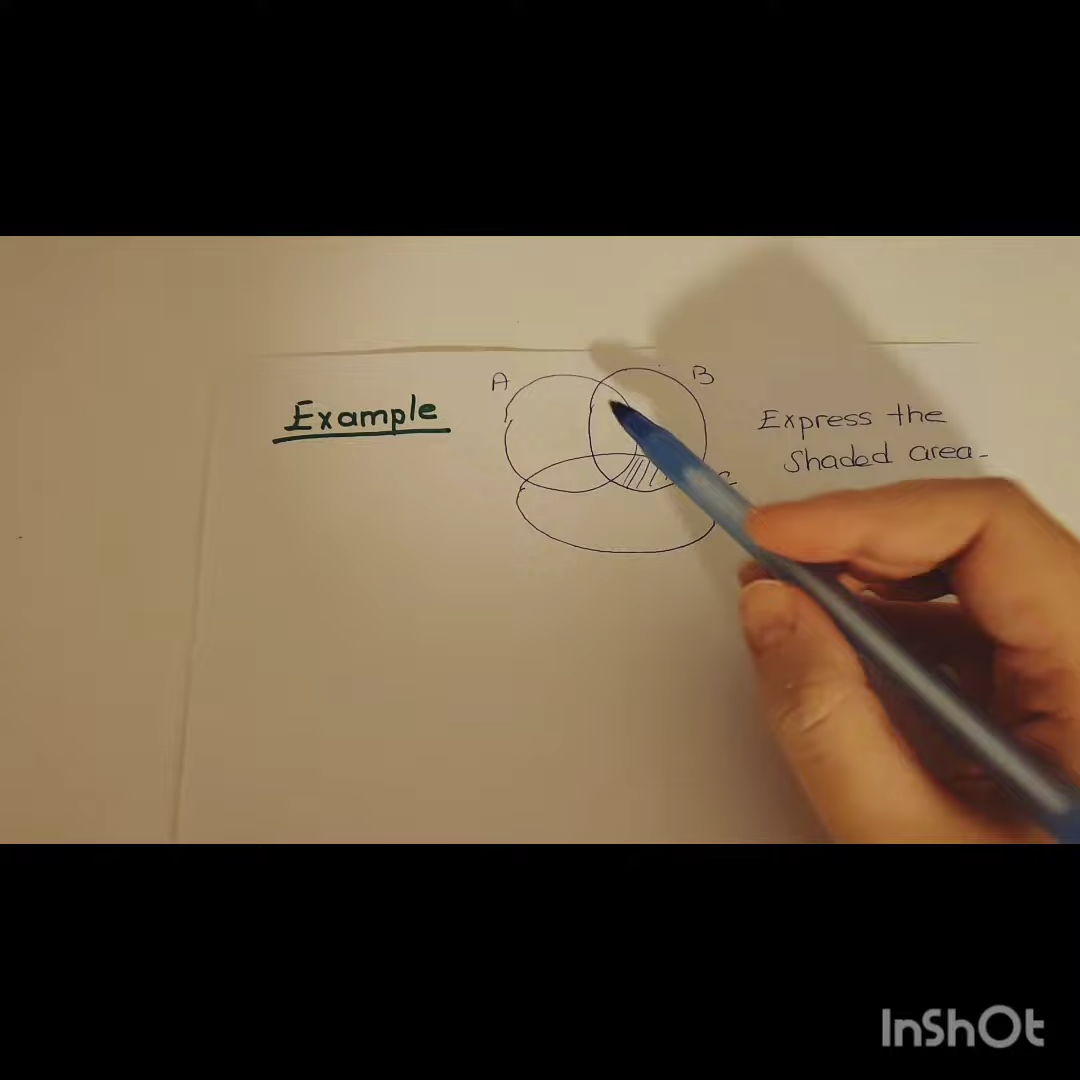 A
B
Example
Express the
Shaded area-
InShOt